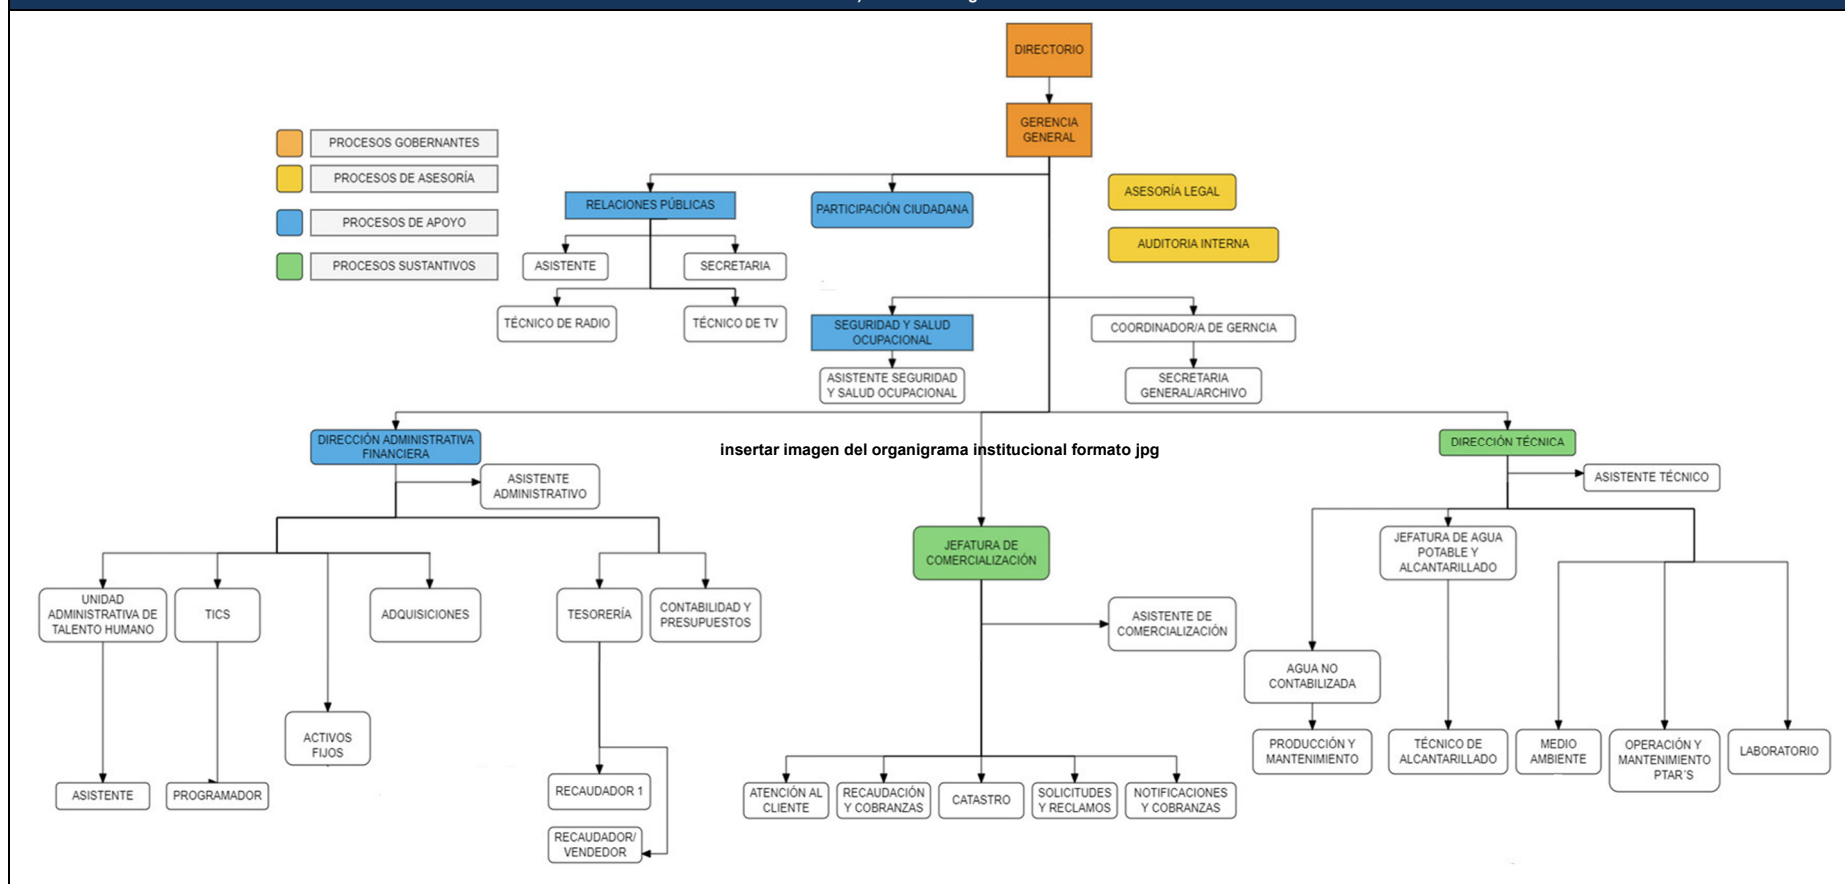 DIRECTORIO
GERENCIA
GENERAL
PROCESOS GOBERNANTES
PROCESOS DE ASESORÍA
PROCESOS DE APOYO
PROCESOS SUSTANTIVOS
RELACIONES PÚBLICAS
PARTICIPACIÓN CIUDADANA
ASESORÍA LEGAL
AUDITORIA INTERNA
ASISTENTE
SECRETARIA
TÉCNICO DE RADIO
TÉCNICO DE TV
SEGURIDAD Y SALUD
OCUPACIONAL
COORDINADOR/A DE GERNCIA
ASISTENTE SEGURIDAD
Y SALUD OCUPACIONAL
SECRETARIA
GENERAL/ARCHIVO
DIRECCIÓN ADMINISTRATIVA
FINANCIERA
insertar imagen del organigrama institucional formato jpg
DIRECCIÓN TÉCNICA
ASISTENTE
ADMINISTRATIVO
ASISTENTE TÉCNICO
JEFATURA DE
COMERCIALIZACIÓN
JEFATURA DE AGUA
POTABLE Y
ALCANTARILLADO
UNIDAD
ADMINISTRATIVA DE
TALENTO HUMANO
TICS
ADQUISICIONES
TESORERÍA
CONTABILIDAD Y
PRESUPUESTOS
ASISTENTE DE
COMERCIALIZACIÓN
AGUA NO
CONTABILIZADA
ACTIVOS
FIJOS
PRODUCCIÓN Y
MANTENIMIENTO
TÉCNICO DE
ALCANTARILLADO
MEDIO
AMBIENTE
OPERACIÓN Y
MANTENIMIENTO
PTAR´S
LABORATORIO
ASISTENTE
PROGRAMADOR
RECAUDADOR 1
ATENCIÓN AL
CLIENTE
RECAUDACIÓN
Y COBRANZAS
CATASTRO
SOLICITUDES
Y RECLAMOS
NOTIFICACIONES
Y COBRANZAS
RECAUDADOR/
VENDEDOR